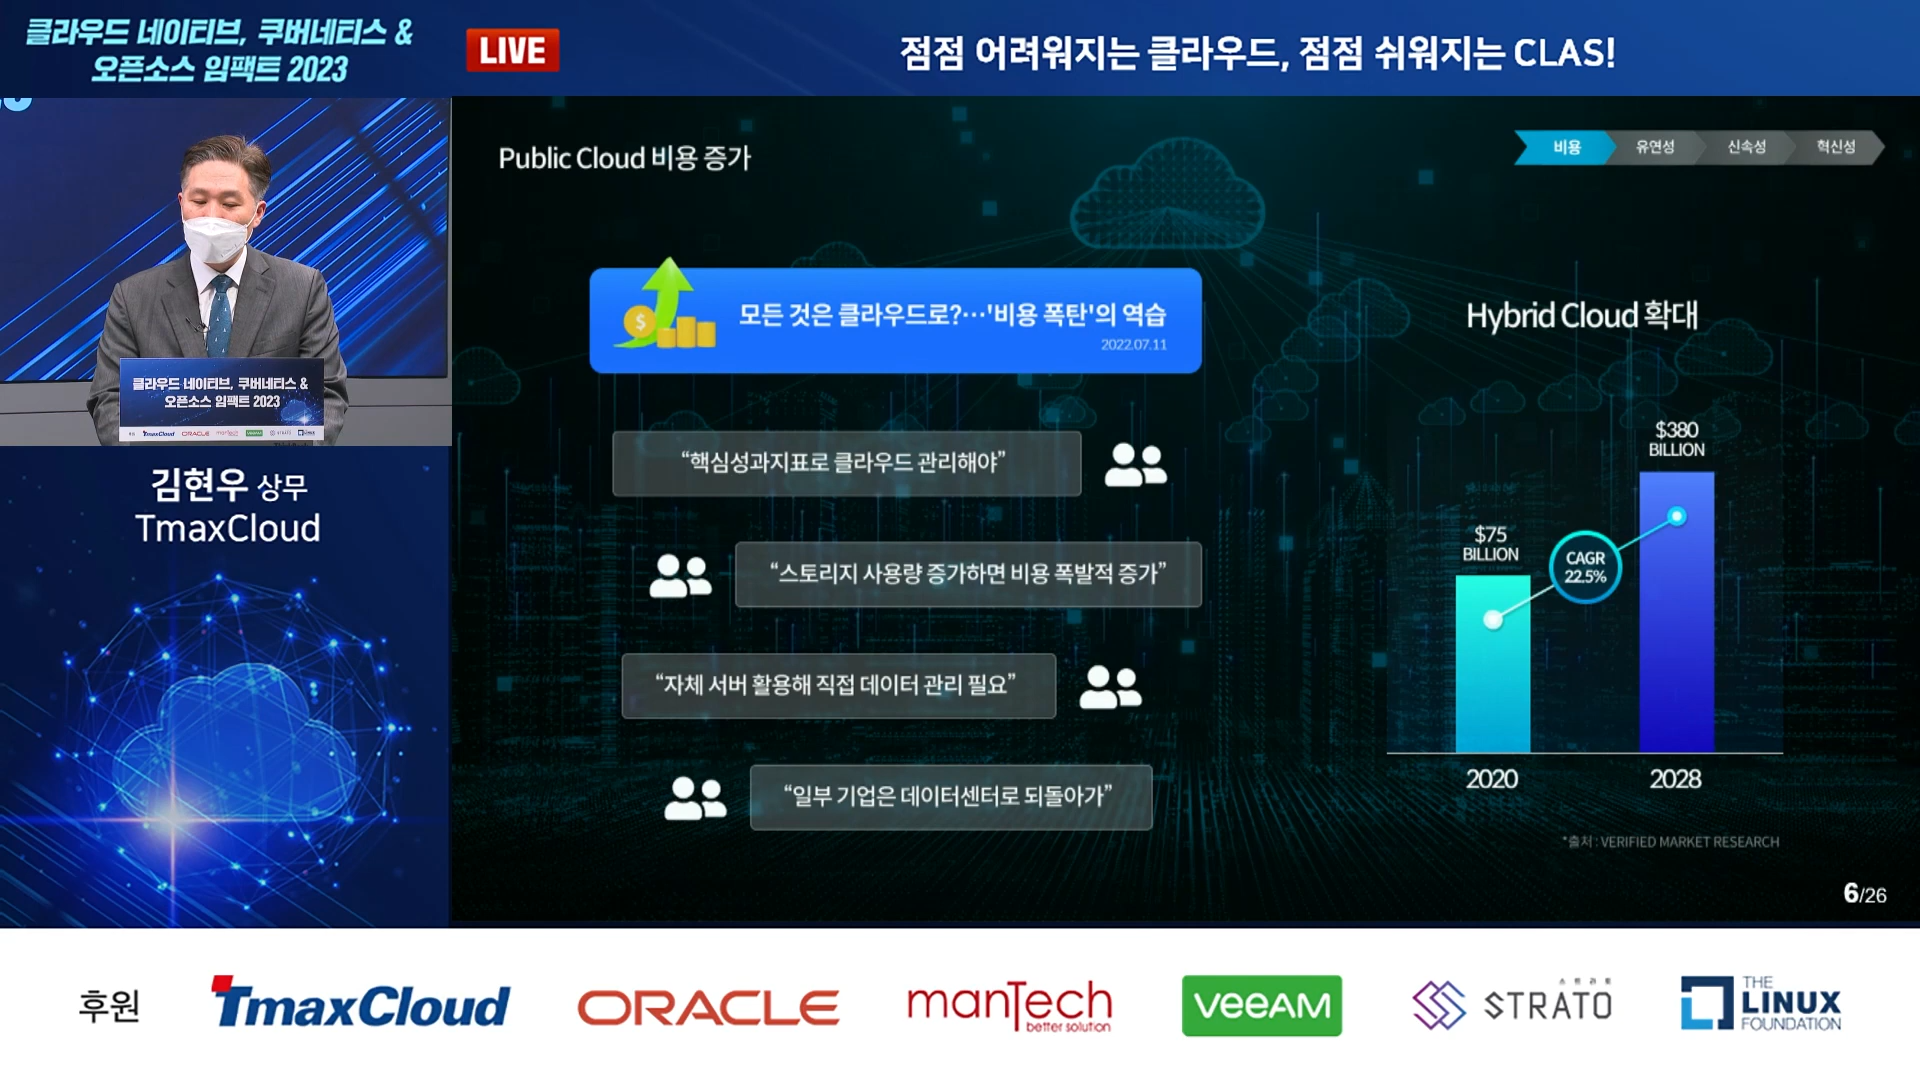 클라우드 네이티브, 쿠버네티스 &
오픈소스 임팩트 2023
LIVE
점점 어려워지는 클라우드, 점점 쉬워지는 CLAS!
클라우드 네이티브, 쿠버네티스 &
오픈소스 임팩트 2023
TmaxCloud ORACLE manTech
김현우 상무
TmaxCloud
Public Cloud 비용 증가
비용 유연성 신속성 혁신성
모든 것은 클라우드로?…'비용 폭탄'의 역습
2022.07.11
$
“핵심성과지표로 클라우드 관리해야”
“스토리지 사용량 증가하면 비용 폭발적 증가”
“자체 서버 활용해 직접 데이터 관리 필요”
“일부 기업은 데이터센터로 되돌아가”
Hybrid Cloud 확대
$380
BILLION
$75
BILLION
CAGR
22.5%
2020 2028
*출처 : VERIFIED MARKET RESEARCH
6/26
후원
TmaxCloud
ORACLE
manTech
better solution
veeAM
스트라토
STRATO
THE
LINUX
FOUNDATION